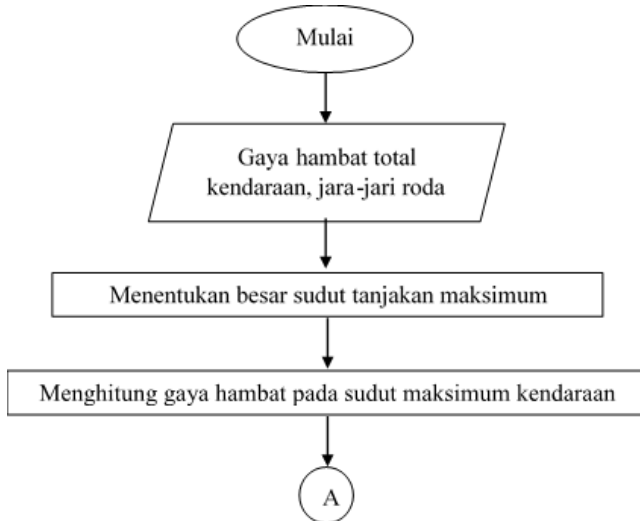 Mulai
Gaya hambat total
kendaraan, jara-jari roda
Menentukan besar sudut tanjakan maksimum
Menghitung gaya hambat pada sudut maksimum kendaraan
A